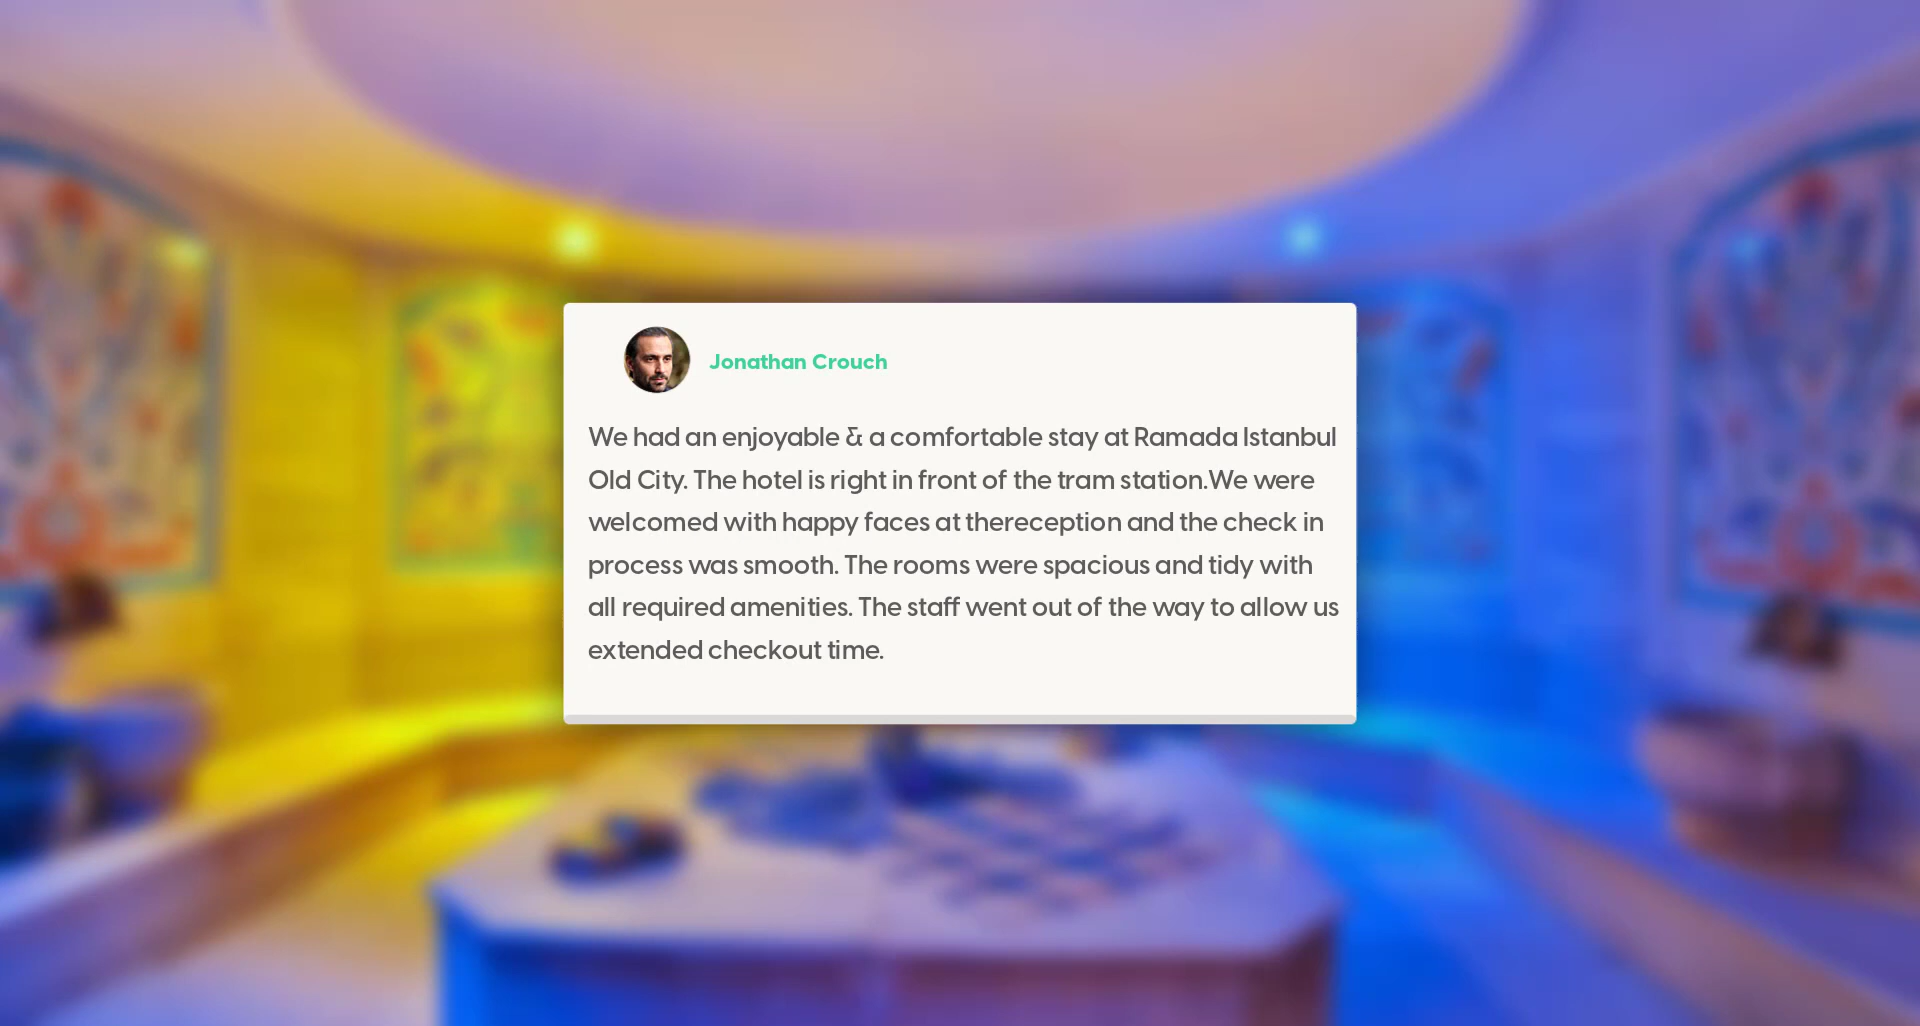 Jonathan Crouch
We had an enjoyable & a comfortable stay at Ramada Istanbul
Old City. The hotel is right in front of the tram station.We were
welcomed with happy faces at thereception and the check in
process was smooth. The rooms were spacious and tidy with
all required amenities. The staff went out of the way to allow us
extended checkout time.